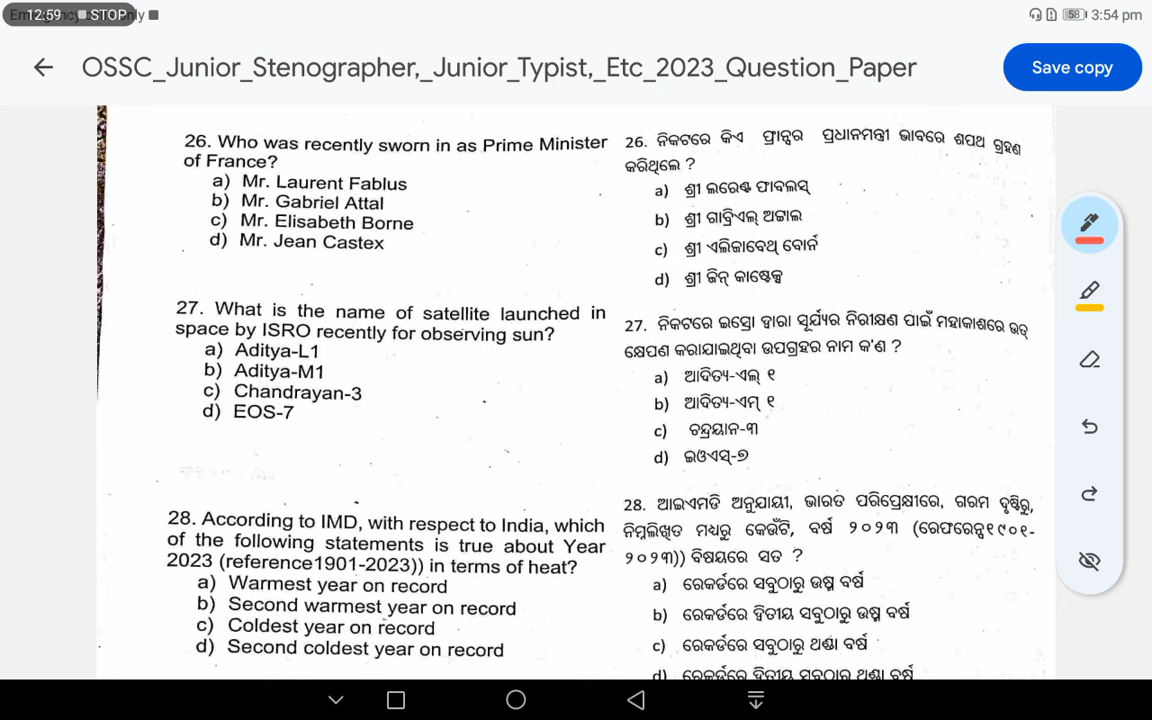 12:59 STOP
58 3:54 pm
OSSC_Junior_Stenographer,_Junior_Typist,_Etc_2023_Question_Paper
Save copy
26. Who was recently sworn in as Prime Minister
of France?
a) Mr. Laurent Fablus
b) Mr. Gabriel Attal
c) Mr. Elisabeth Borne
d) Mr. Jean Castex
27. What is the name of satellite launched in
space by ISRO recently for observing sun?
a) Aditya-L1
b) Aditya-M1
c) Chandrayan-3
d) EOS-7
28. According to IMD, with respect to India, which
of the following statements is true about Year
2023 (reference1901-2023)) in terms of heat?
a) Warmest year on record
b) Second warmest year on record
c) Coldest year on record
d) Second coldest year on record
26. ନିକଟରେ କିଏ ଫ୍ରାନ୍ସର ପ୍ରଧାନମନ୍ତ୍ରୀ ଭାବରେ ଶପଥ ଗ୍ରହଣ
କରିଥିଲେ ?
a) ଶ୍ରୀ ଲରେଣ୍ଟ ଫାବଲସ୍
b) ଶ୍ରୀ ଗାବ୍ରିଏଲ୍ ଅଟ୍ଟାଲ
c) ଶ୍ରୀ ଏଲିଜାବେଥ୍ ବୋର୍ନ
d) ଶ୍ରୀ ଜିନ୍ କାଷ୍ଟେକ୍ସ
27. ନିକଟରେ ଇସ୍ରୋ ଦ୍ୱାରା ସୂର୍ଯ୍ୟର ନିରୀକ୍ଷଣ ପାଇଁ ମହାକାଶରେ ଉତ୍
କ୍ଷେପଣ କରାଯାଇଥିବା ଉପଗ୍ରହର ନାମ କ'ଣ ?
a) ଆଦିତ୍ୟ-ଏଲ୍ ୧
b) ଆଦିତ୍ୟ-ଏମ୍ ୧
c) ଚନ୍ଦ୍ରୟାନ-୩
d) ଇଓଏସ୍-୭
28. ଆଇଏମଡି ଅନୁଯାୟୀ, ଭାରତ ପରିପ୍ରେକ୍ଷୀରେ, ଗରମ ଦୃଷ୍ଟିରୁ,
ନିମ୍ନଲିଖିତ ମଧ୍ୟରୁ କେଉଁଟି, ବର୍ଷ ୨୦୨୩ (ରେଫରେନ୍ସ୧୯୦୧-
୨୦୨୩)) ବିଷୟରେ ସତ ?
a) ରେକର୍ଡରେ ସବୁଠାରୁ ଉଷ୍ମ ବର୍ଷ
b) ରେକର୍ଡରେ ଦ୍ୱିତୀୟ ସବୁଠାରୁ ଉଷ୍ମ ବର୍ଷ
c) ରେକର୍ଡରେ ସବୁଠାରୁ ଥଣ୍ଡା ବର୍ଷ
d) ରେକର୍ଡରେ ଦ୍ୱିତୀୟ ସବୁଠାରୁ ଥଣ୍ଡା ବର୍ଷ